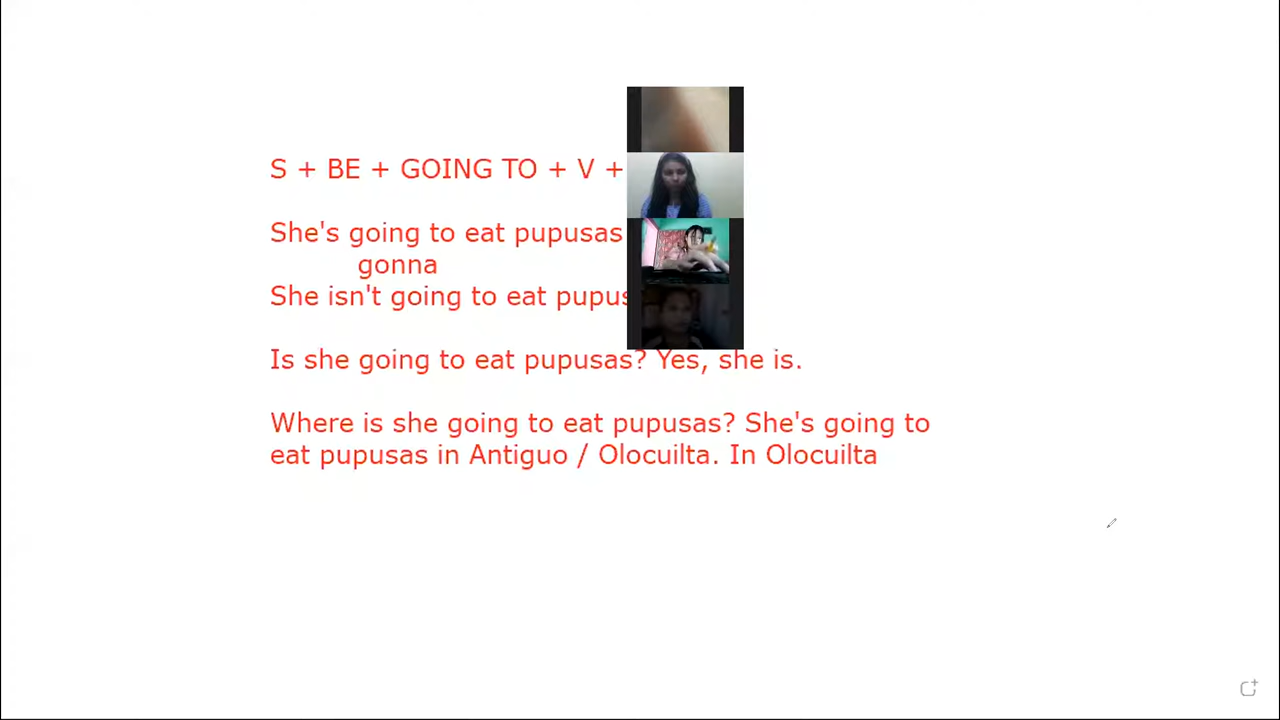 S + BE + GOING TO + V +
She's going to eat pupusas
gonna
She isn't going to eat
Is she going to eat pupusas? Yes, she is.
Where is she going to eat pupusas? She's going to
eat pupusas in Antiguo / Olocuilta. In Olocuilta